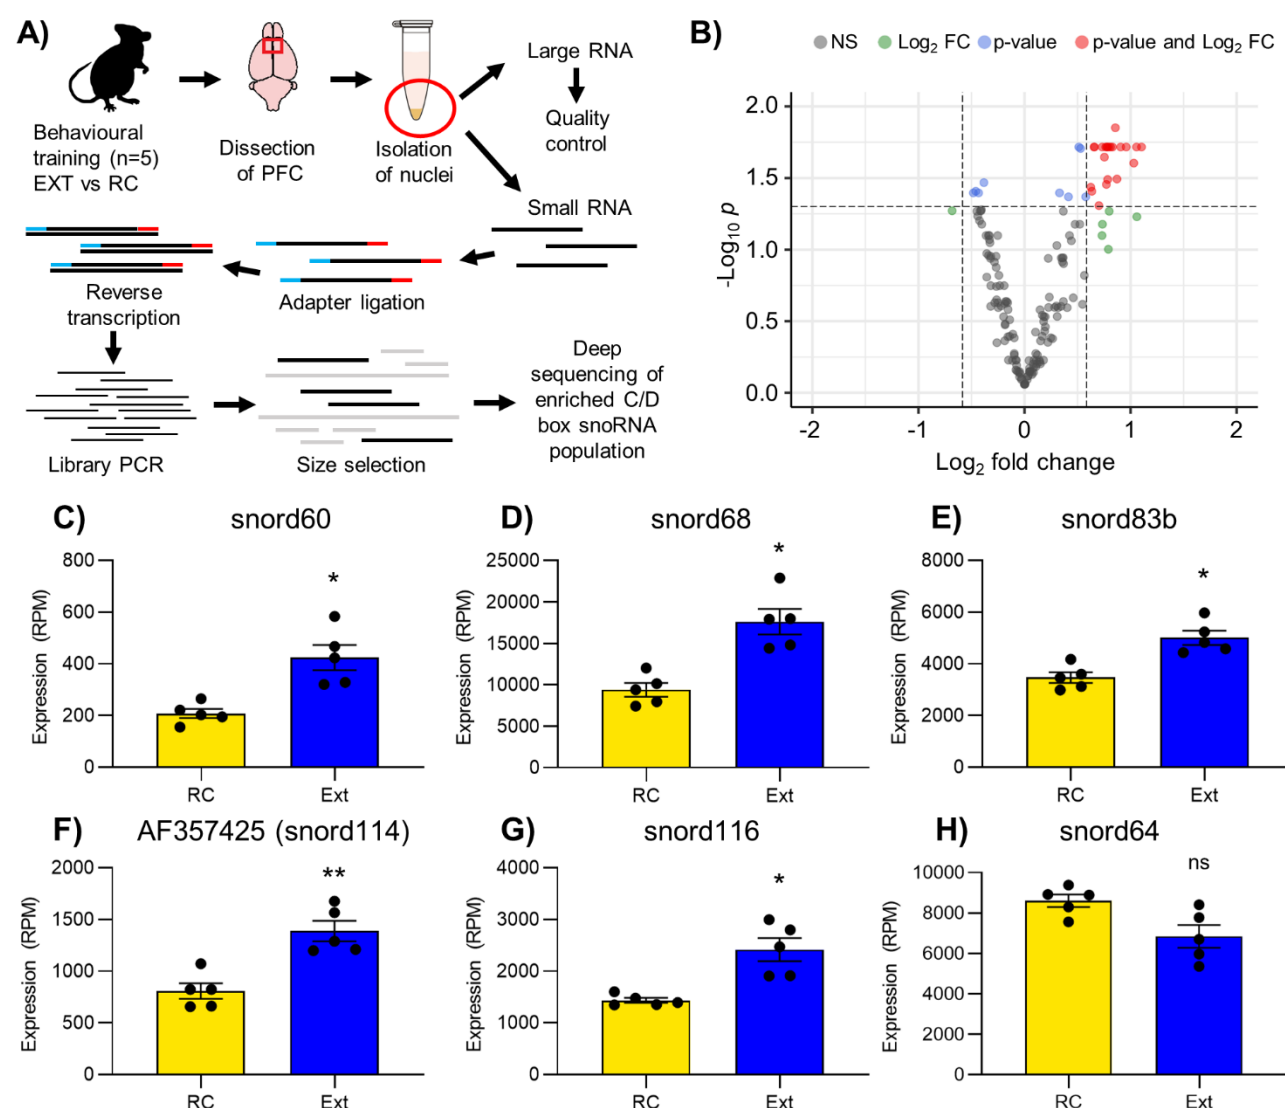 A)
Behavioural
training (n=5)
EXT vs RC
Dissection
of PFC
Isolation
of nuclei
Large RNA
Quality
control
Small RNA
Adapter ligation
Reverse
transcription
Library PCR
Size selection
Deep
sequencing of
enriched C/D
box snoRNA
population
B)
NS Log₂ FC p-value p-value and Log₂ FC
-Log₁₀ p
2.0
1.5
1.0
0.5
0.0
-2 -1 0 1 2
Log₂ fold change
C) snord60
Expression (RPM)
800
600
400
200
0
*
RC Ext
D) snord68
Expression (RPM)
25000
20000
15000
10000
5000
0
*
RC Ext
E) snord83b
Expression (RPM)
8000
6000
4000
2000
0
*
RC Ext
F) AF357425 (snord114)
Expression (RPM)
2000
1500
1000
500
0
**
RC Ext
G) snord116
Expression (RPM)
4000
3000
2000
1000
0
*
RC Ext
H) snord64
Expression (RPM)
10000
8000
6000
4000
2000
0
ns
RC Ext